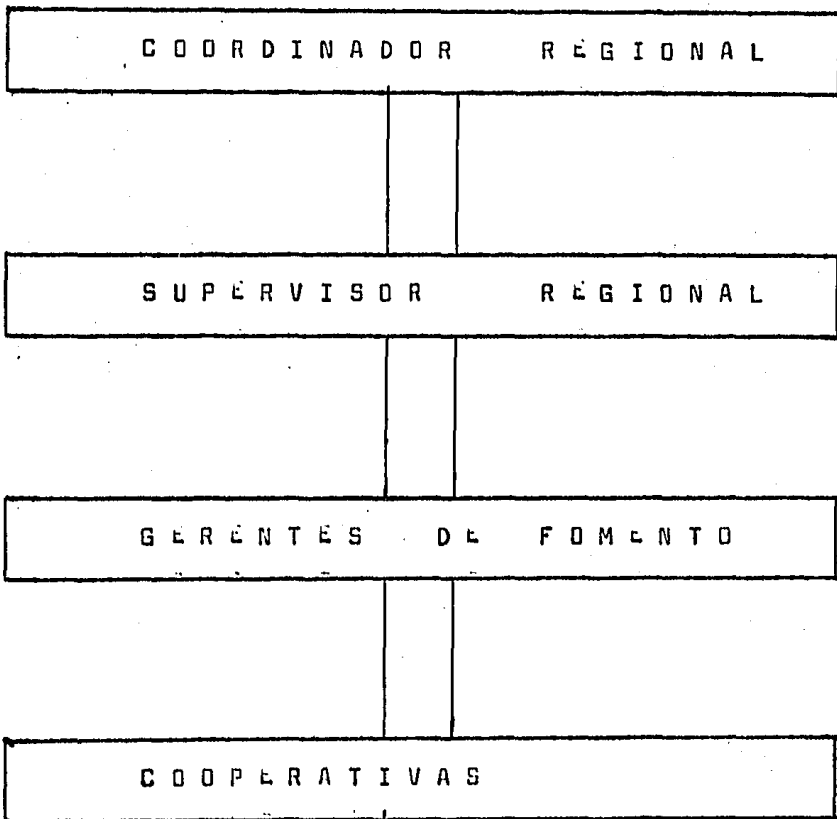 COORDINADOR REGIONAL
SUPERVISOR REGIONAL
GERENTES DE FOMENTO
COOPERATIVAS